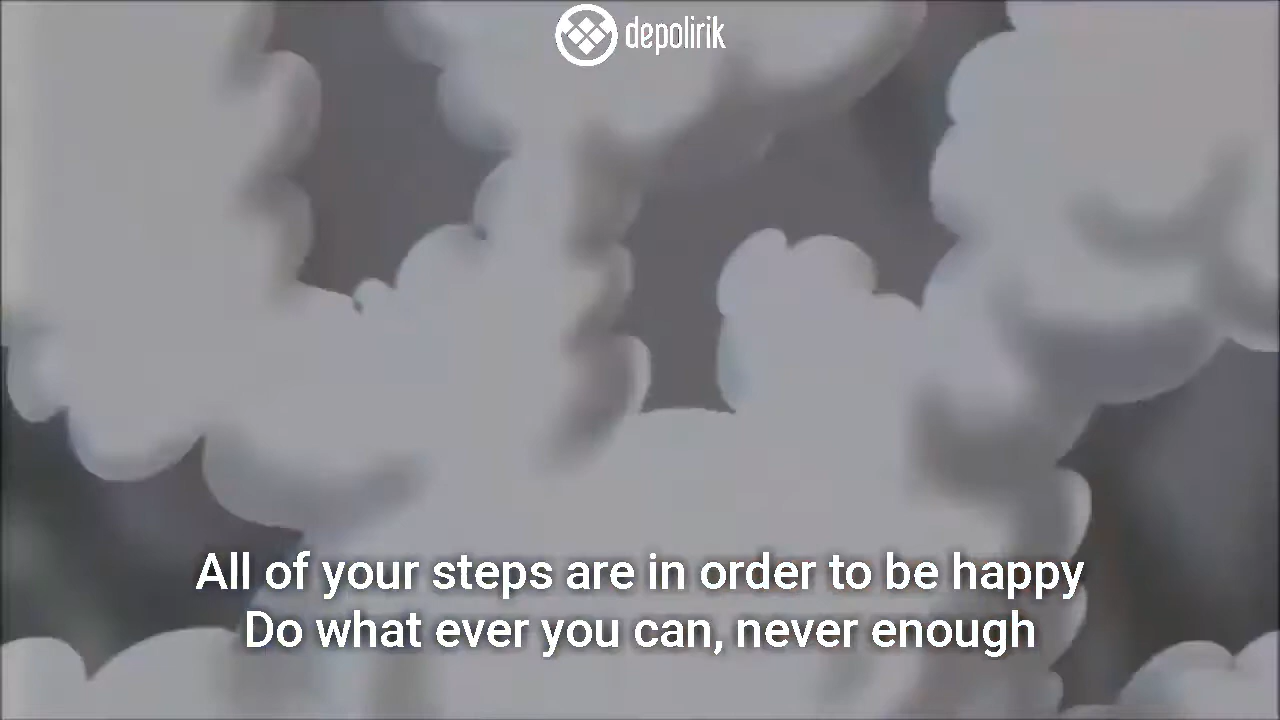 depolirik
All of your steps are in order to be happy
Do what ever you can, never enough